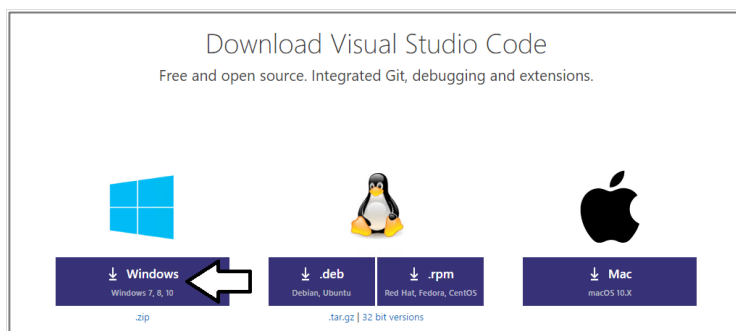 Download Visual Studio Code
Free and open source. Integrated Git, debugging and extensions.
Windows
Windows 7, 8, 10
.zip
.deb
Debian, Ubuntu
.rpm
Red Hat, Fedora, CentOS
.tar.gz | 32 bit versions
Mac
macOS 10.X